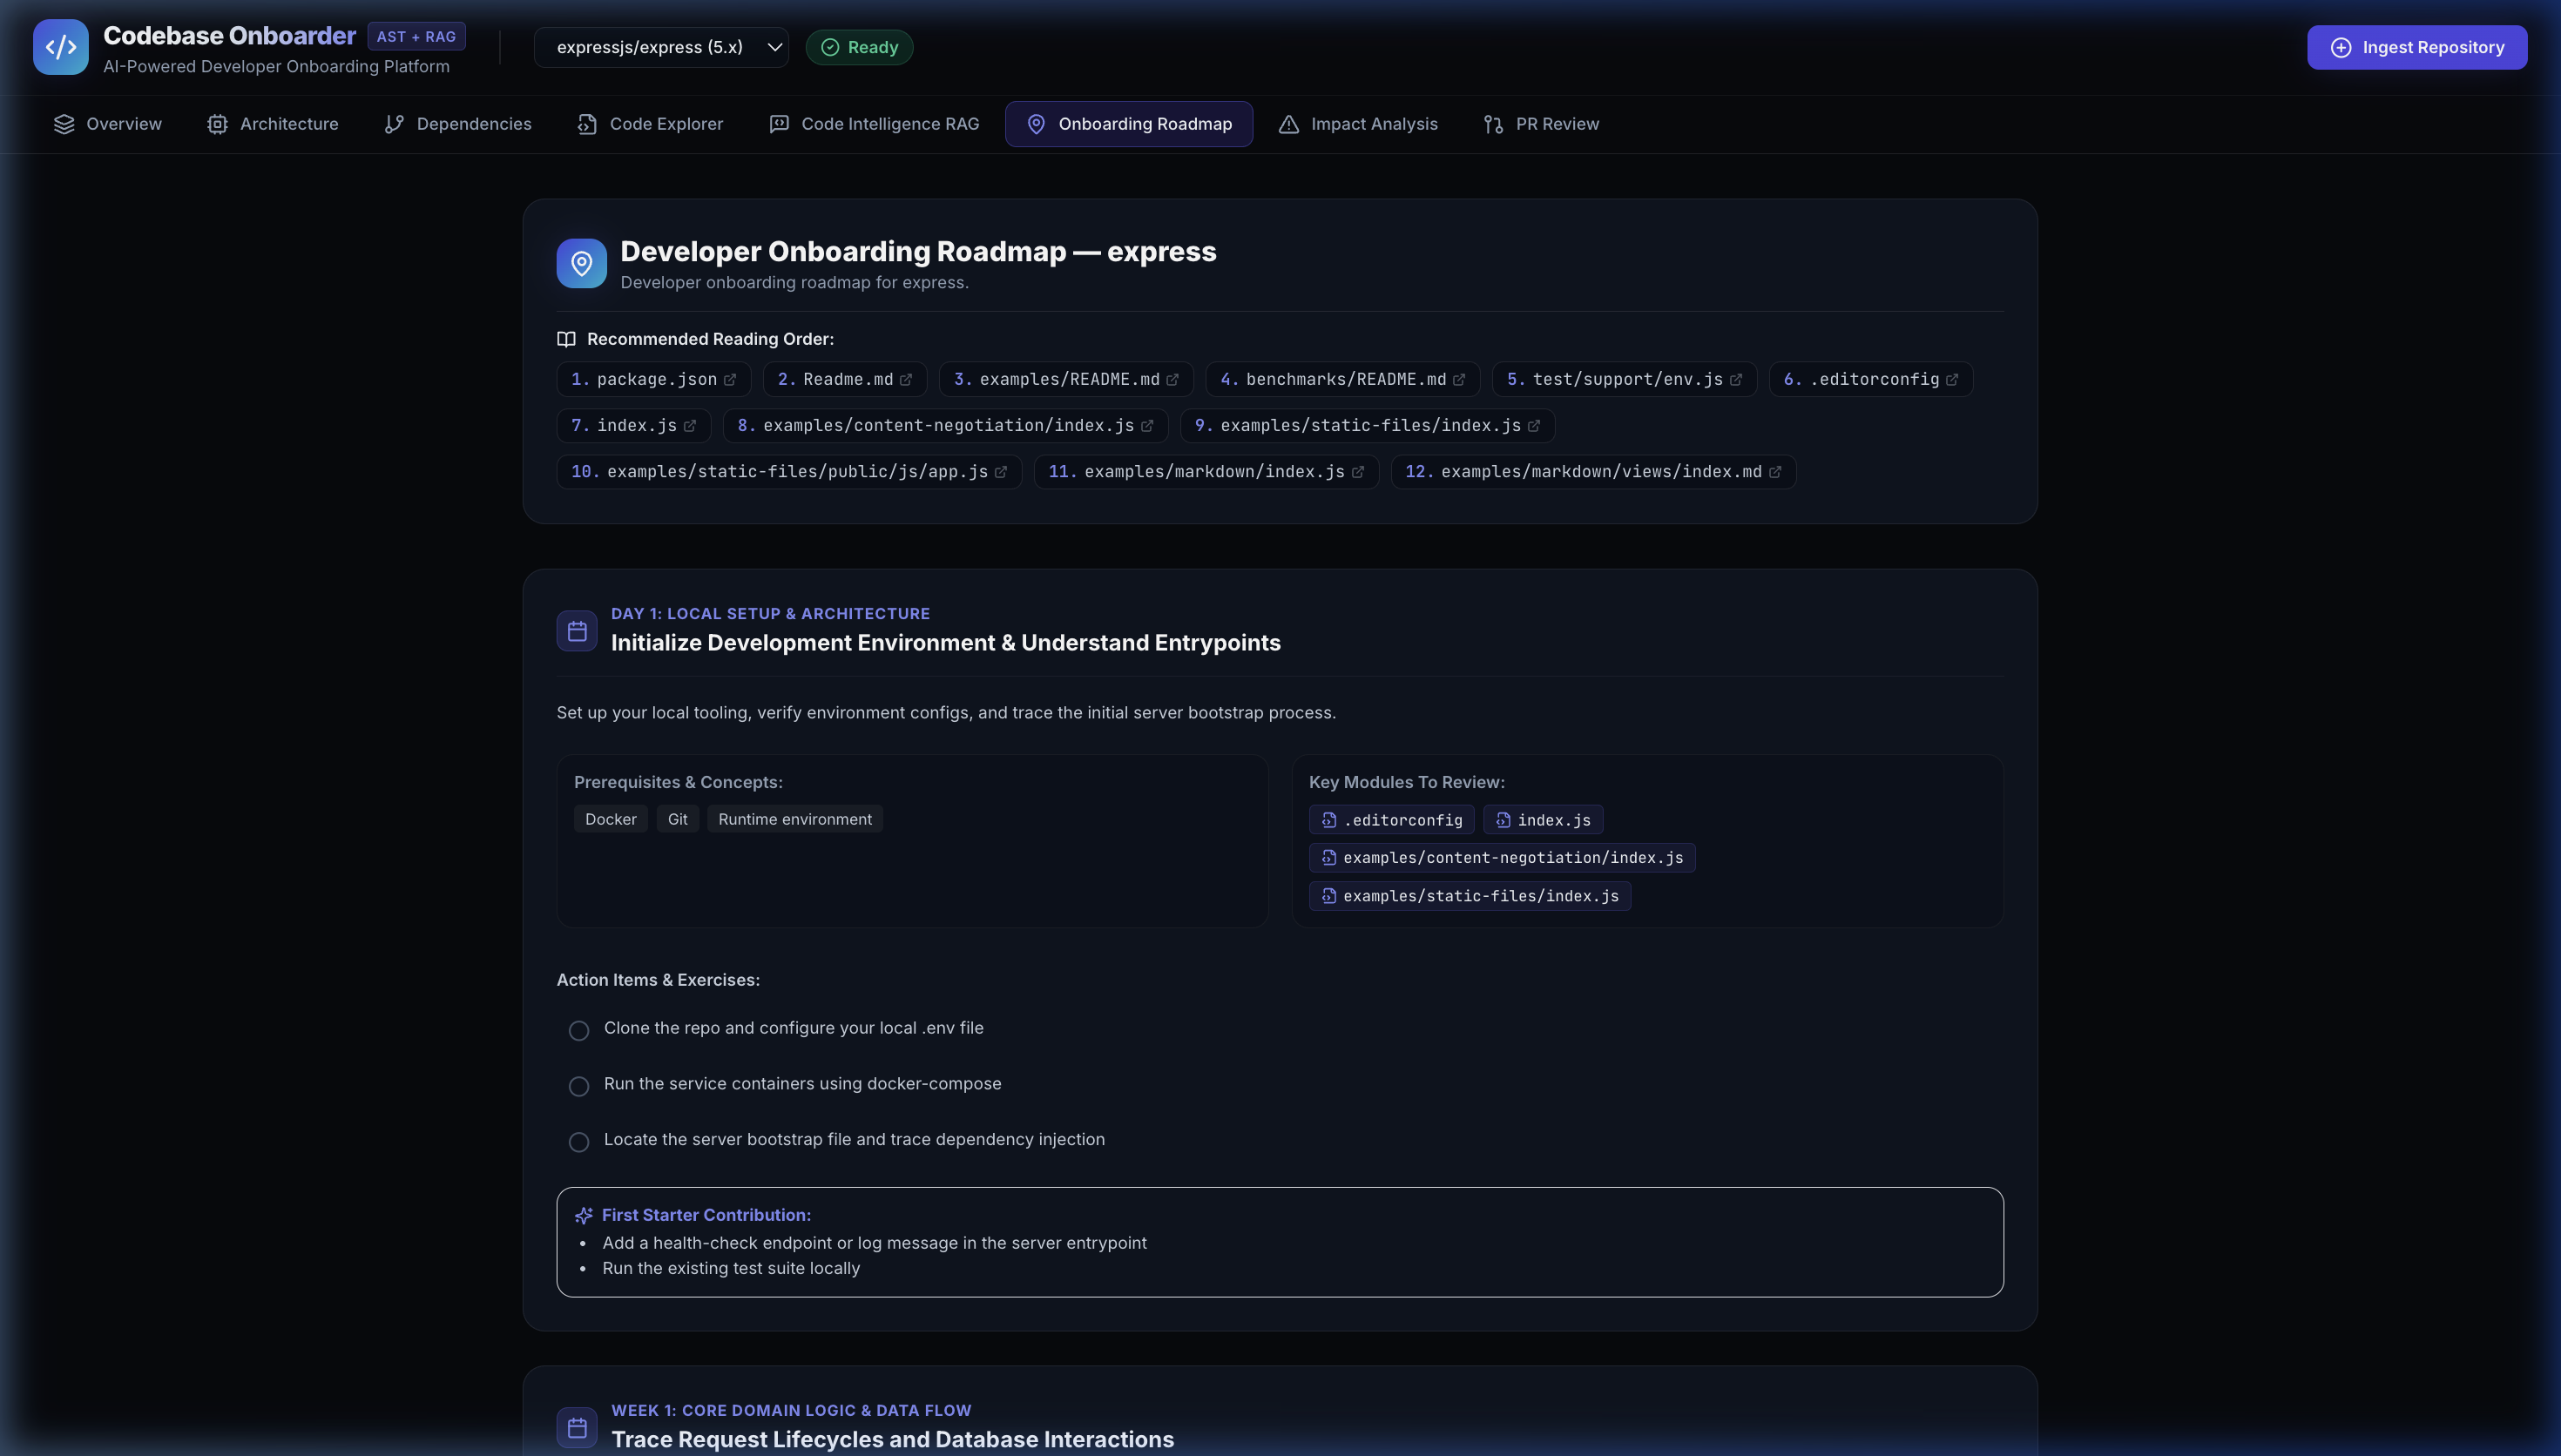 Codebase Onboarder AST + RAG
AI-Powered Developer Onboarding Platform
expressjs/express (5.x)
Ready
Ingest Repository
Overview Architecture Dependencies Code Explorer Code Intelligence RAG Onboarding Roadmap Impact Analysis PR Review
Developer Onboarding Roadmap — express
Developer onboarding roadmap for express.
Recommended Reading Order:
1. package.json 2. Readme.md 3. examples/README.md 4. benchmarks/README.md 5. test/support/env.js 6. .editorconfig
7. index.js 8. examples/content-negotiation/index.js 9. examples/static-files/index.js
10. examples/static-files/public/js/app.js 11. examples/markdown/index.js 12. examples/markdown/views/index.md
DAY 1: LOCAL SETUP & ARCHITECTURE
Initialize Development Environment & Understand Entrypoints
Set up your local tooling, verify environment configs, and trace the initial server bootstrap process.
Prerequisites & Concepts:
Docker Git Runtime environment
Key Modules To Review:
.editorconfig index.js
examples/content-negotiation/index.js
examples/static-files/index.js
Action Items & Exercises:
Clone the repo and configure your local .env file
Run the service containers using docker-compose
Locate the server bootstrap file and trace dependency injection
First Starter Contribution:
• Add a health-check endpoint or log message in the server entrypoint
• Run the existing test suite locally
WEEK 1: CORE DOMAIN LOGIC & DATA FLOW
Trace Request Lifecycles and Database Interactions